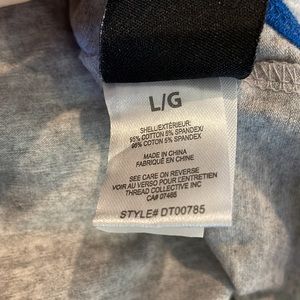 L/G
SHELL/EXTÉRIEUR:
95% COTTON 5% SPANDEX/
95% COTON 5% SPANDEX
MADE IN CHINA
FABRIQUÉ EN CHINE
SEE CARE ON REVERSE
VOIR AU VERSO POUR L'ENTRETIEN
THREAD COLLECTIVE INC
CA# 07465
STYLE# DT00785